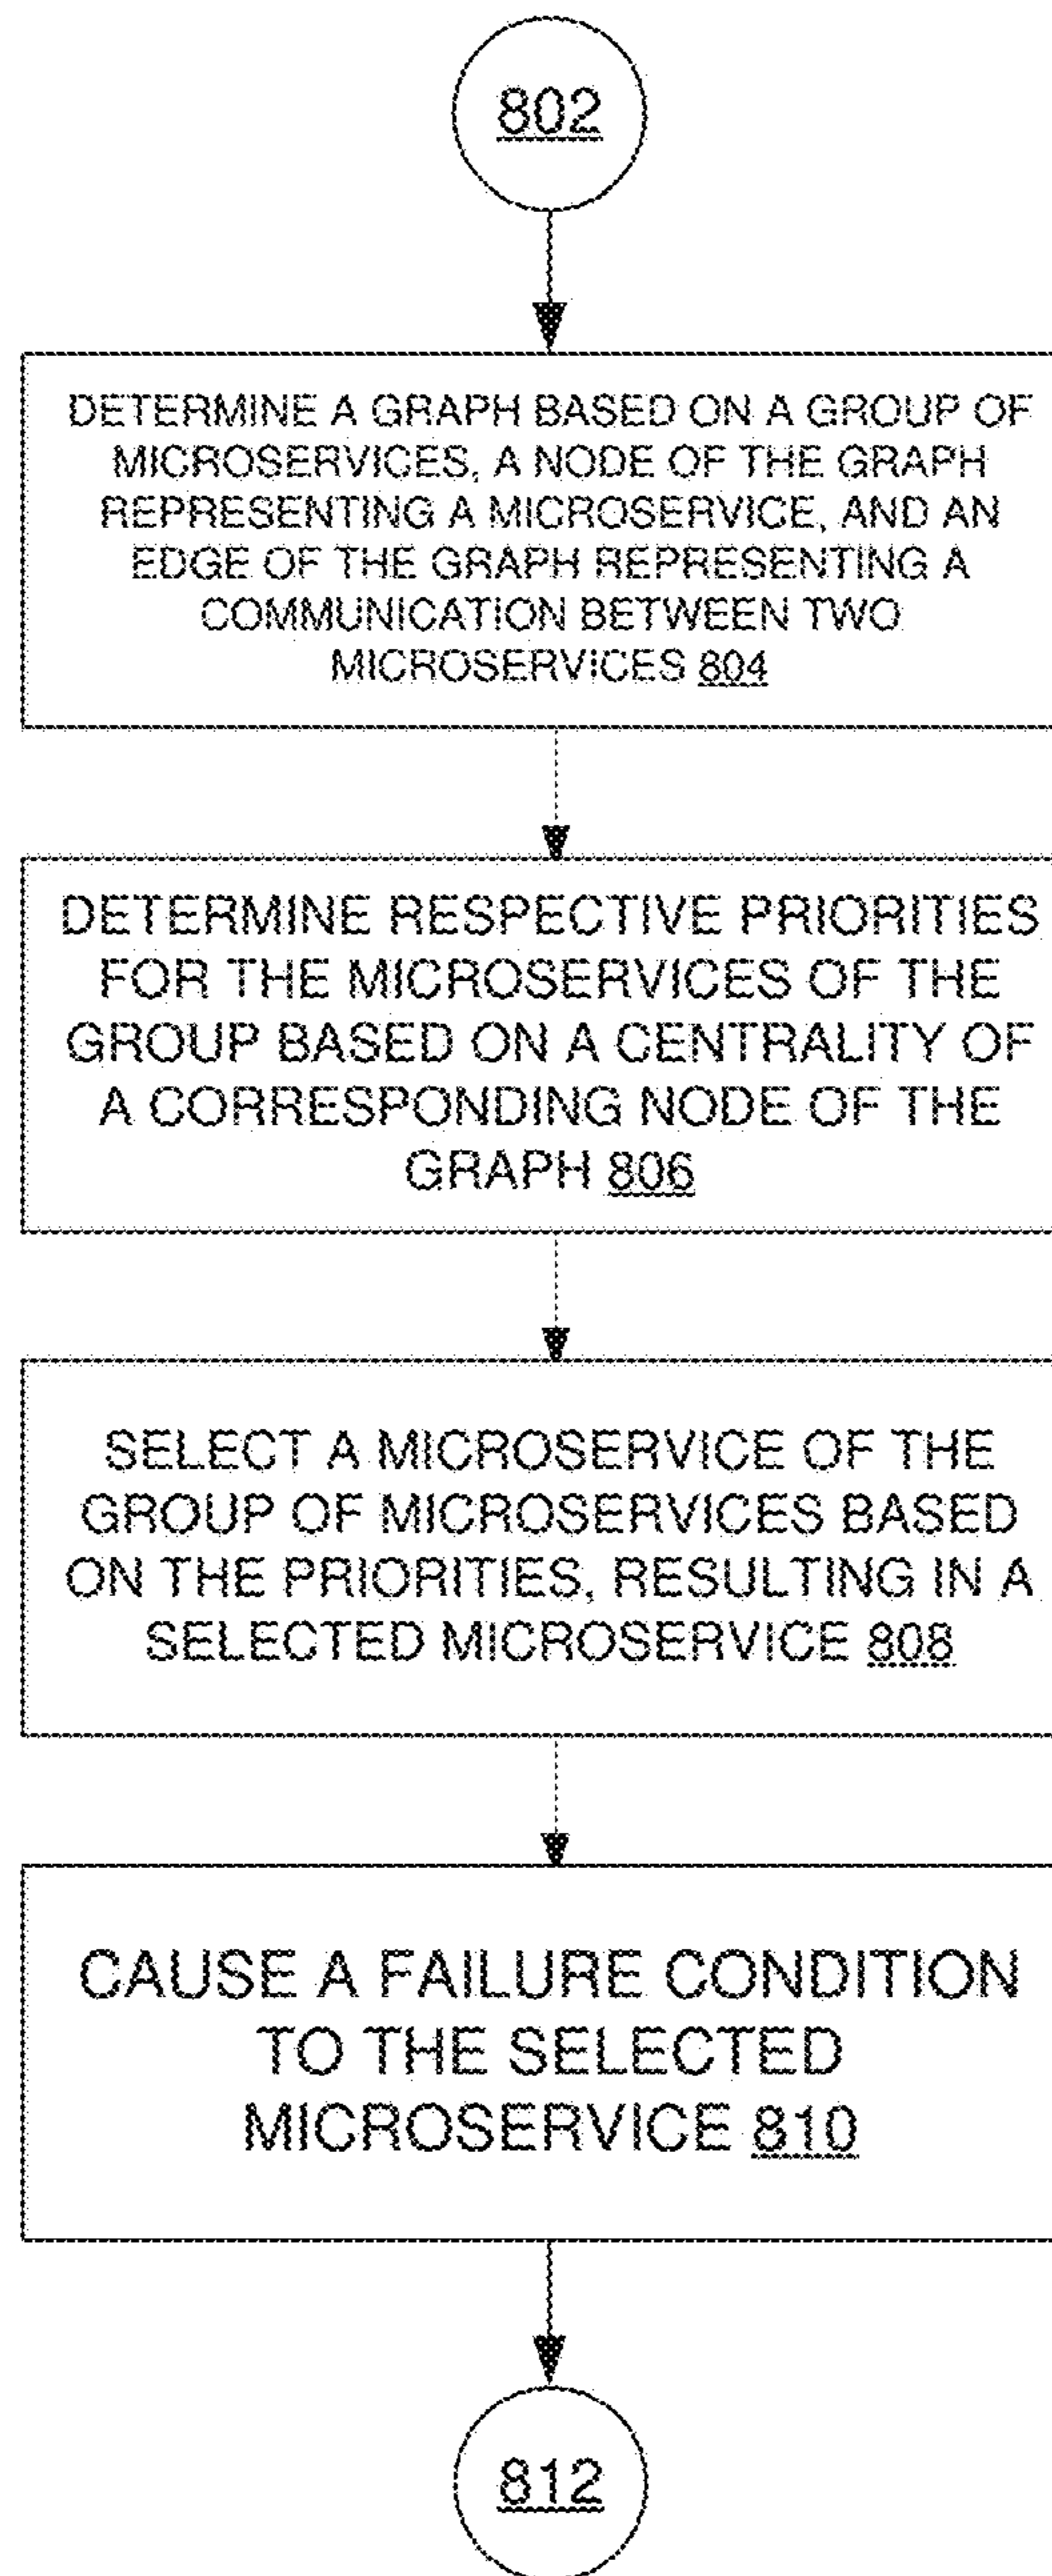 802
DETERMINE A GRAPH BASED ON A GROUP OF
MICROSERVICES, A NODE OF THE GRAPH
REPRESENTING A MICROSERVICE, AND AN
EDGE OF THE GRAPH REPRESENTING A
COMMUNICATION BETWEEN TWO
MICROSERVICES 804
DETERMINE RESPECTIVE PRIORITIES
FOR THE MICROSERVICES OF THE
GROUP BASED ON A CENTRALITY OF
A CORRESPONDING NODE OF THE
GRAPH 806
SELECT A MICROSERVICE OF THE
GROUP OF MICROSERVICES BASED
ON THE PRIORITIES, RESULTING IN A
SELECTED MICROSERVICE 808
CAUSE A FAILURE CONDITION
TO THE SELECTED
MICROSERVICE 810
812